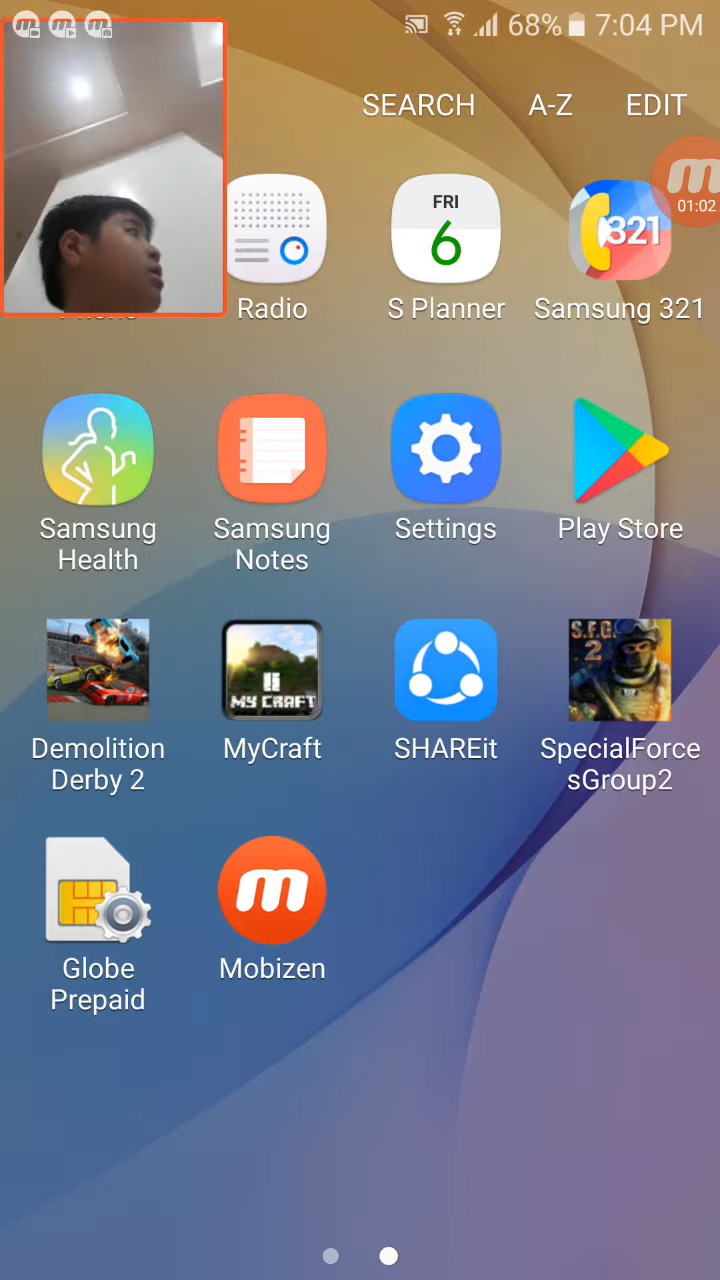 68% 7:04 PM
SEARCH A-Z EDIT
01:02
FRI
6
321
Radio
S Planner
Samsung 321
Samsung
Health
Samsung
Notes
Settings
Play Store
S.F.G.
2
MY CRAFT
Demolition
Derby 2
MyCraft
SHAREit
SpecialForce
sGroup2
m
Globe
Prepaid
Mobizen